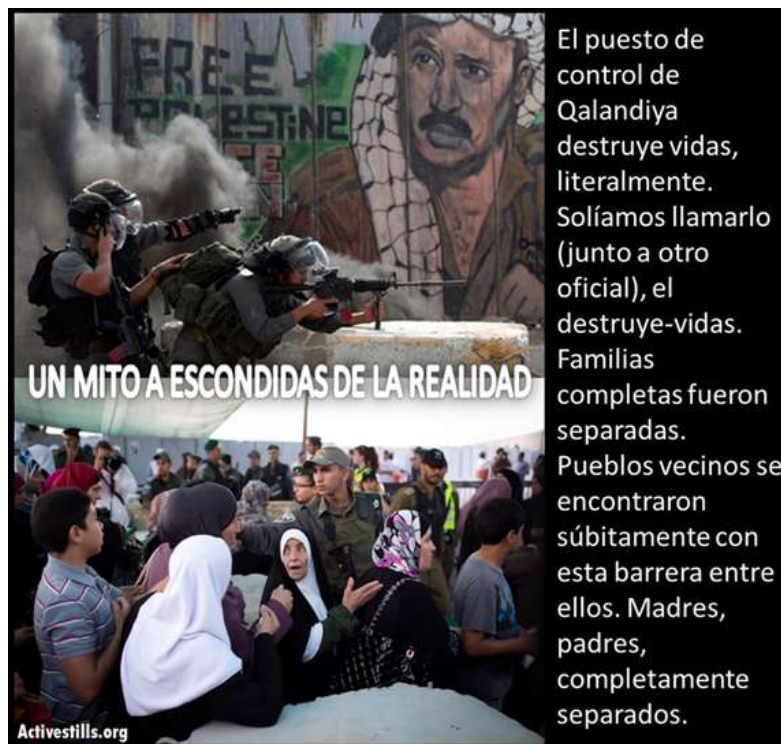 FREE
PALESTINE
UN MITO A ESCONDIDAS DE LA REALIDAD
Activestills.org
El puesto de
control de
Qalandiya
destruye vidas,
literalmente.
Solíamos llamarlo
(junto a otro
oficial), el
destruye-vidas.
Familias
completas fueron
separadas.
Pueblos vecinos se
encontraron
súbitamente con
esta barrera entre
ellos. Madres,
padres,
completamente
separados.